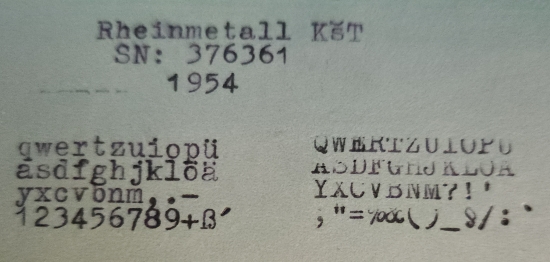 Rheinmetall KsT
SN: 376361
1954
qwertzuiopü
asdfghjklöä
yxcvbnm,.-
123456789+ß´
QWERTZUIOPÜ
ASDFGHJKLÖÄ
YXCVBNM?!'
;"=%&()_§/:`